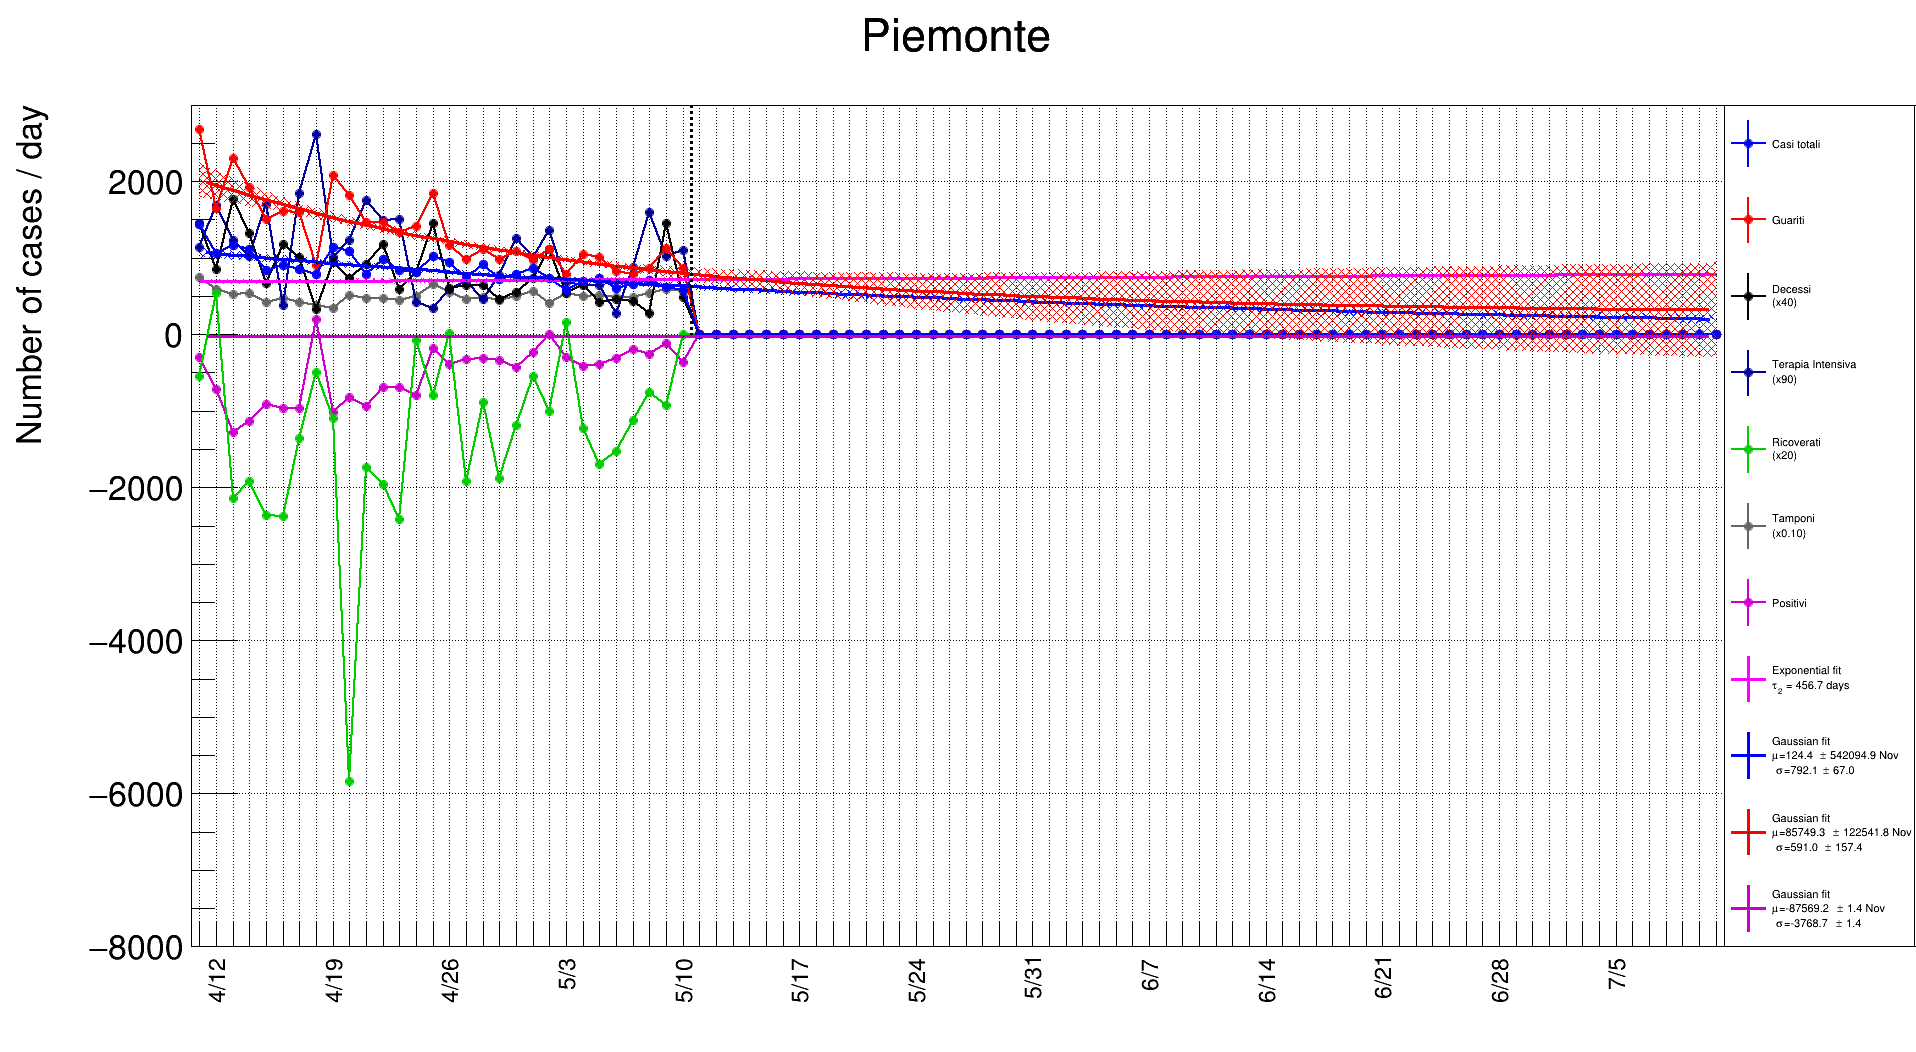 Piemonte
Number of cases / day
2000
0
−2000
−4000
−6000
−8000
4/12
4/19
4/26
5/3
5/10
5/17
5/24
5/31
6/7
6/14
6/21
6/28
7/5
Casi totali
Guariti
Decessi
(x40)
Terapia Intensiva
(x90)
Ricoverati
(x20)
Tamponi
(x0.10)
Positivi
Exponential fit
τ2 = 456.7 days
Gaussian fit
μ=124.4 ± 542094.9 Nov
σ=792.1 ± 67.0
Gaussian fit
μ=85749.3 ± 122541.8 Nov
σ=591.0 ± 157.4
Gaussian fit
μ=-87569.2 ± 1.4 Nov
σ=-3768.7 ± 1.4